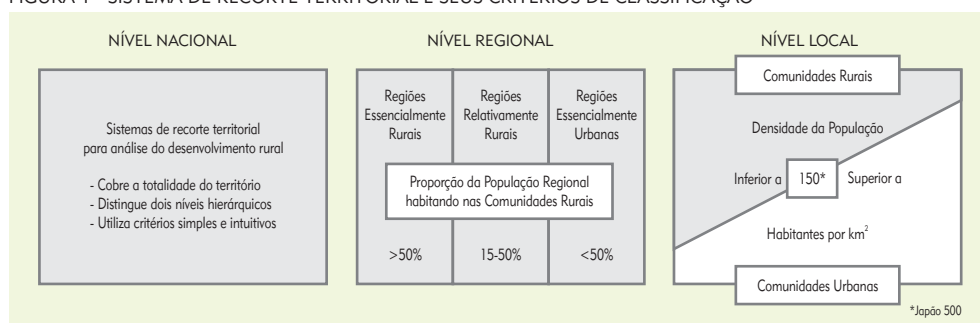 NÍVEL NACIONAL
Sistemas de recorte territorial
para análise do desenvolvimento rural
- Cobre a totalidade do território
- Distingue dois níveis hierárquicos
- Utiliza critérios simples e intuitivos
NÍVEL REGIONAL
Regiões
Essencialmente
Rurais
Regiões
Relativamente
Rurais
Regiões
Essencialmente
Urbanas
Proporção da População Regional
habitando nas Comunidades Rurais
>50%
15-50%
<50%
NÍVEL LOCAL
Comunidades Rurais
Densidade da População
Inferior a 150* Superior a
Habitantes por km²
Comunidades Urbanas
*Japão 500